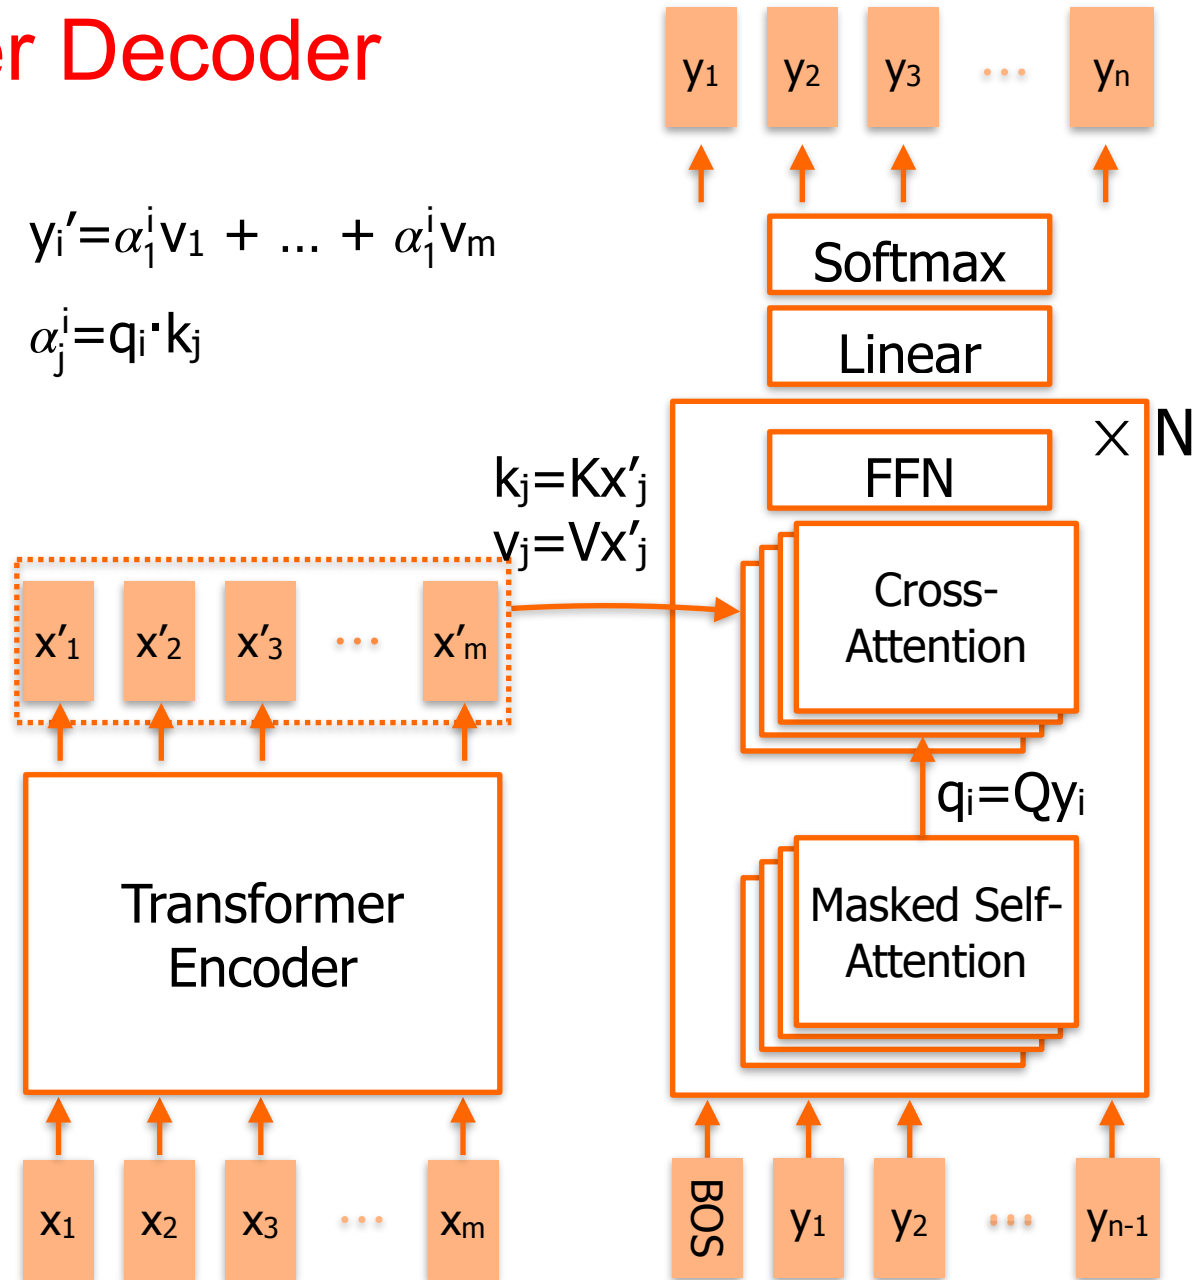 er Decoder
y₁ y₂ y₃ ... yₙ
yᵢ′=α₁ⁱv₁ + ... + α₁ⁱvₘ
αⱼⁱ=qᵢ·kⱼ
Softmax
Linear
× N
FFN
kⱼ=Kx′ⱼ
vⱼ=Vx′ⱼ
Cross-
Attention
x′₁ x′₂ x′₃ ... x′ₘ
qᵢ=Qyᵢ
Transformer
Encoder
Masked Self-
Attention
x₁ x₂ x₃ ... xₘ
BOS y₁ y₂ ... yₙ₋₁